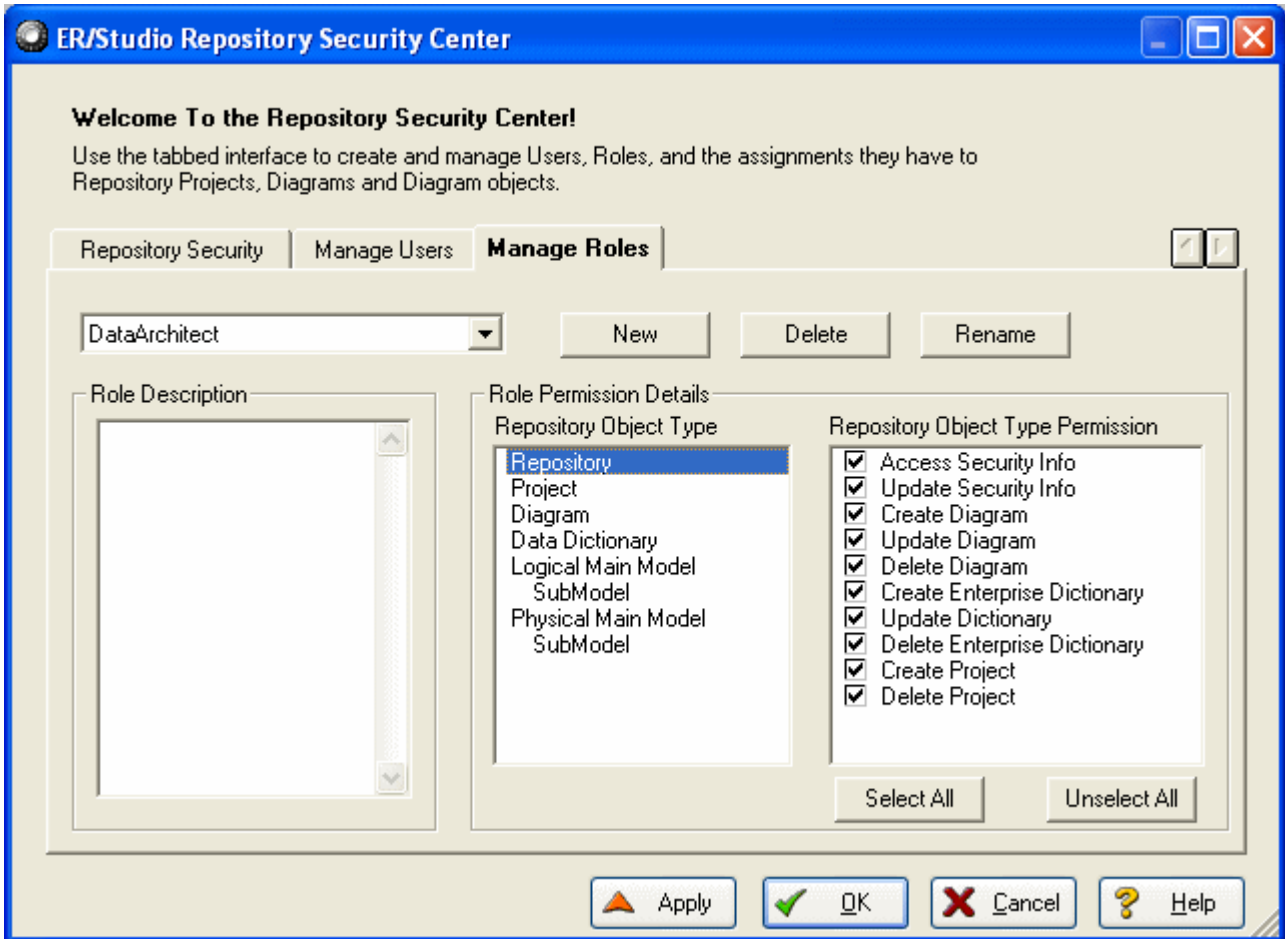 ER/Studio Repository Security Center
Welcome To the Repository Security Center!
Use the tabbed interface to create and manage Users, Roles, and the assignments they have to
Repository Projects, Diagrams and Diagram objects.
Repository Security Manage Users Manage Roles
DataArchitect New Delete Rename
Role Description
Role Permission Details
Repository Object Type
Repository
Project
Diagram
Data Dictionary
Logical Main Model
SubModel
Physical Main Model
SubModel
Repository Object Type Permission
Access Security Info
Update Security Info
Create Diagram
Update Diagram
Delete Diagram
Create Enterprise Dictionary
Update Dictionary
Delete Enterprise Dictionary
Create Project
Delete Project
Select All Unselect All
Apply OK Cancel Help